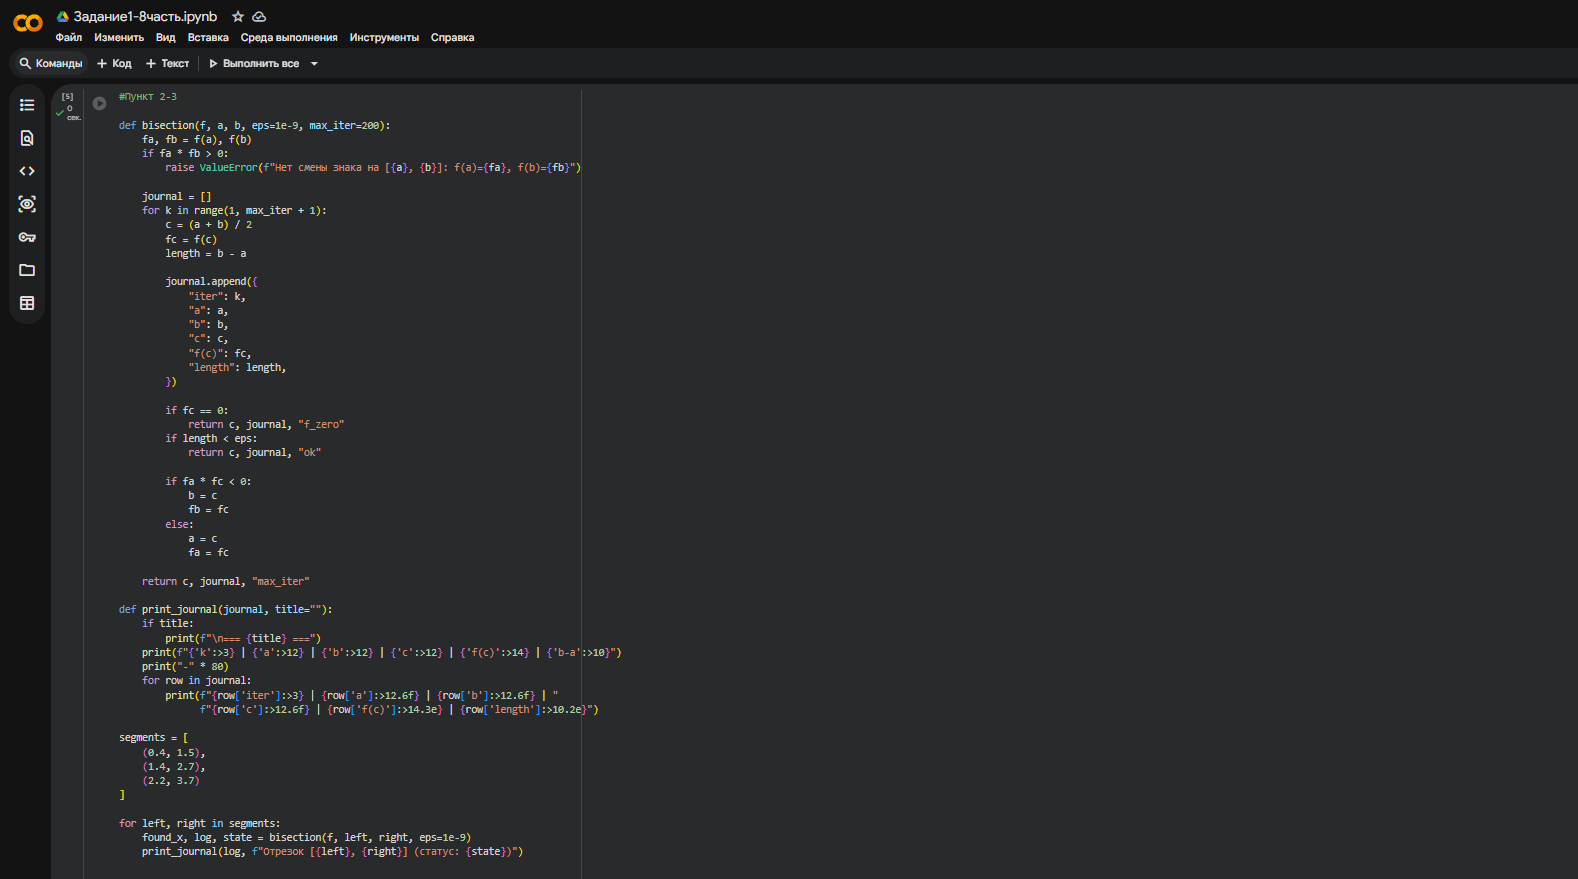 Задание1-8часть.ipynb
Файл Изменить Вид Вставка Среда выполнения Инструменты Справка
Команды + Код + Текст Выполнить все
[5]
0
сек.
#Пункт 2-3
def bisection(f, a, b, eps=1e-9, max_iter=200):
    fa, fb = f(a), f(b)
    if fa * fb > 0:
        raise ValueError(f"Нет смены знака на [{a}, {b}]: f(a)={fa}, f(b)={fb}")
    journal = []
    for k in range(1, max_iter + 1):
        c = (a + b) / 2
        fc = f(c)
        length = b - a
        journal.append({
            "iter": k,
            "a": a,
            "b": b,
            "c": c,
            "f(c)": fc,
            "length": length,
        })
        if fc == 0:
            return c, journal, "f_zero"
        if length < eps:
            return c, journal, "ok"
        if fa * fc < 0:
            b = c
            fb = fc
        else:
            a = c
            fa = fc
    return c, journal, "max_iter"
def print_journal(journal, title=""):
    if title:
        print(f"\n=== {title} ===")
    print(f"{'k':>3} | {'a':>12} | {'b':>12} | {'c':>12} | {'f(c)':>14} | {'b-a':>10}")
    print("-" * 80)
    for row in journal:
        print(f"{row['iter']:>3} | {row['a']:>12.6f} | {row['b']:>12.6f} | "
              f"{row['c']:>12.6f} | {row['f(c)']:>14.3e} | {row['length']:>10.2e}")
segments = [
    (0.4, 1.5),
    (1.4, 2.7),
    (2.2, 3.7)
]
for left, right in segments:
    found_x, log, state = bisection(f, left, right, eps=1e-9)
    print_journal(log, f"Отрезок [{left}, {right}] (статус: {state})")